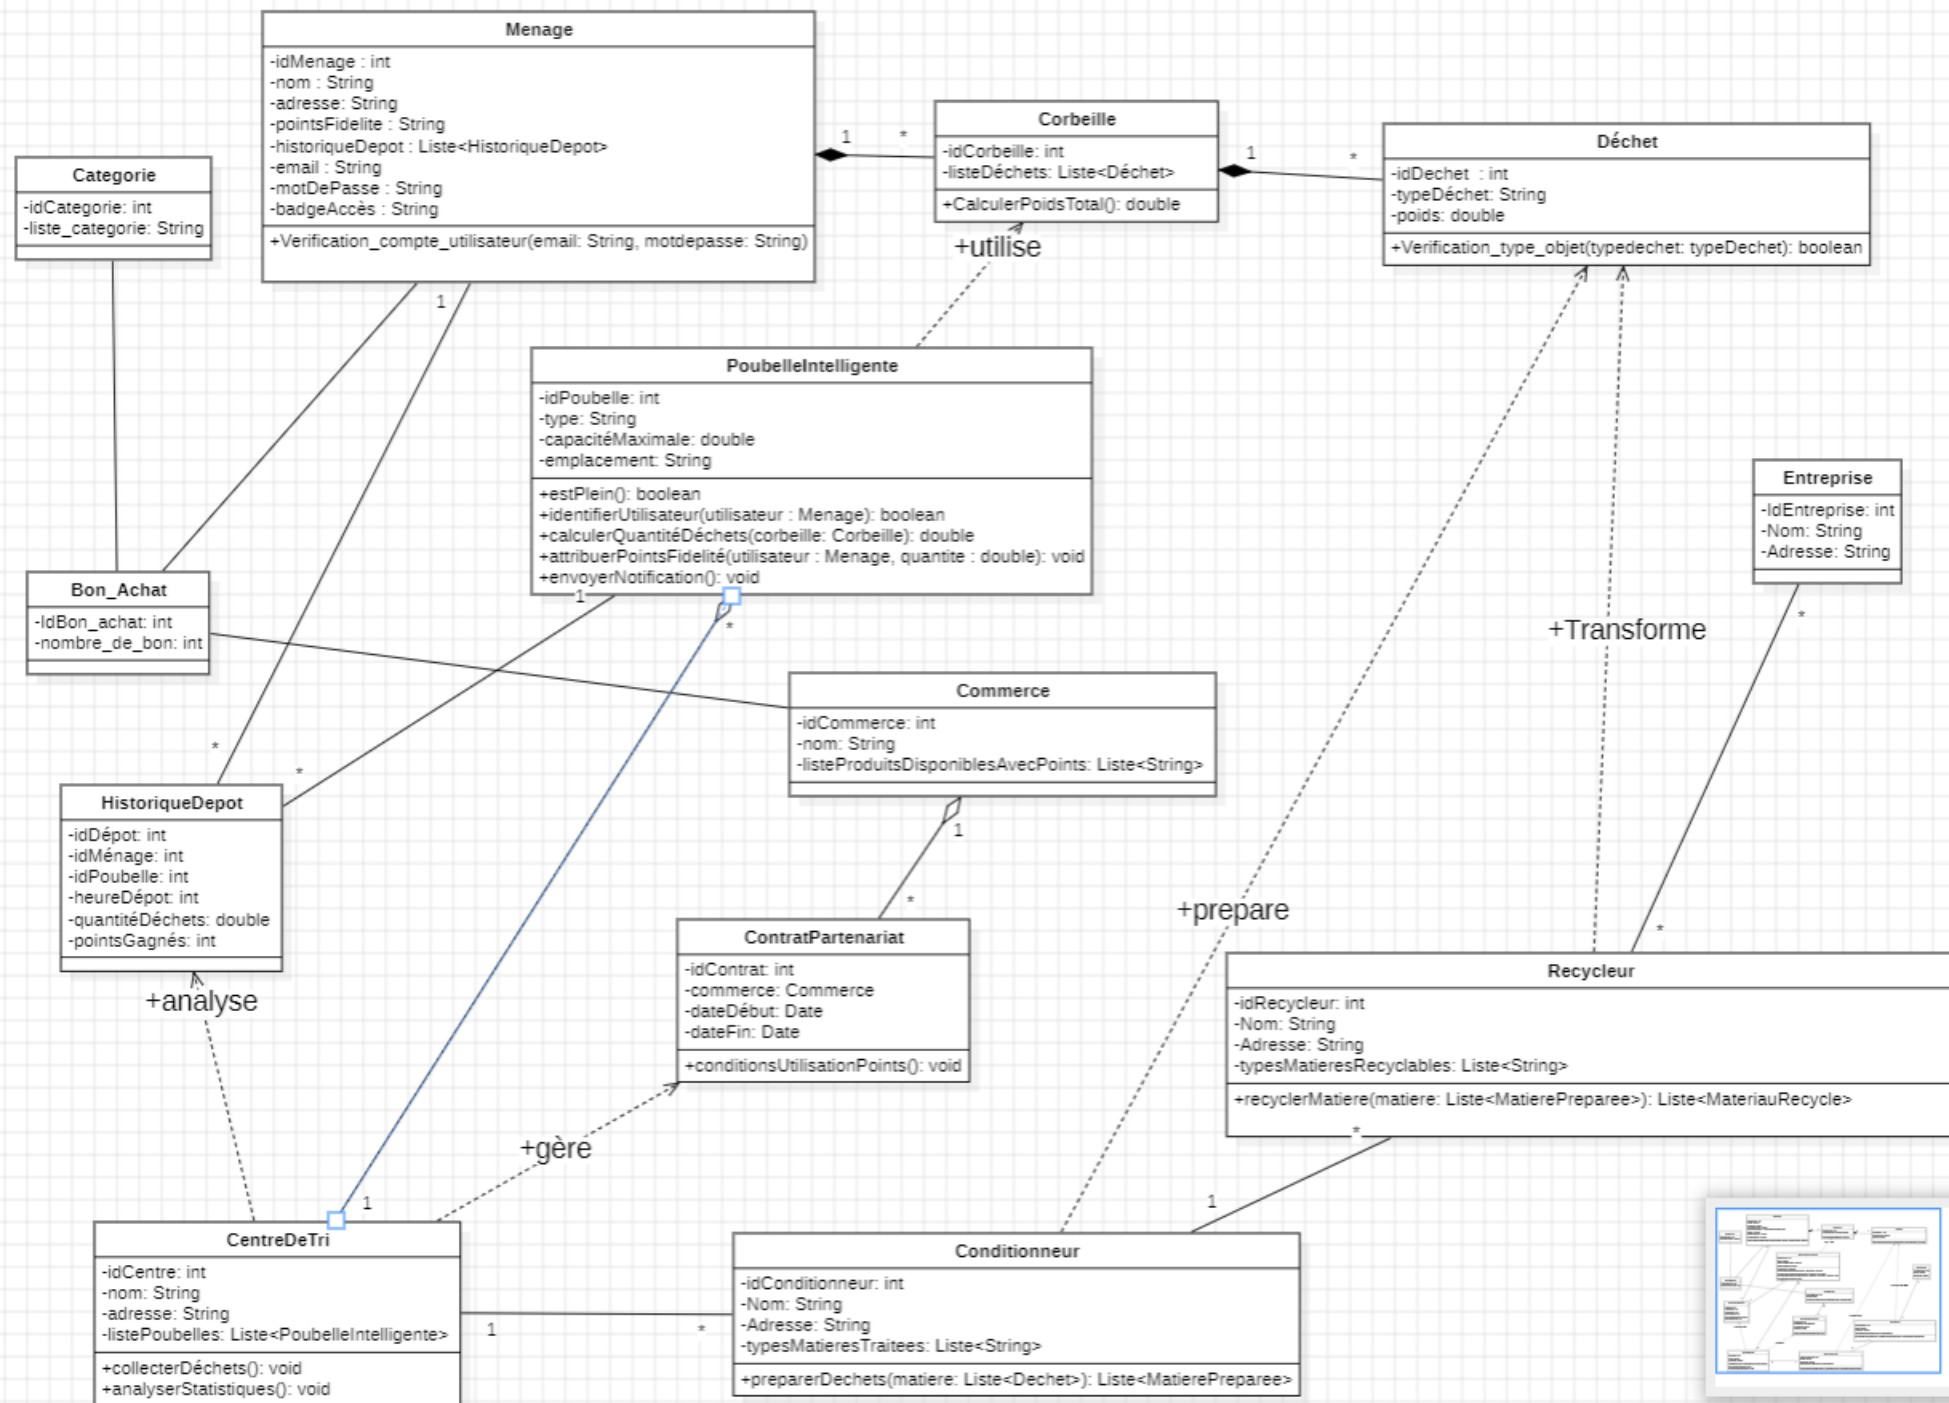 Menage
-idMenage : int
-nom : String
-adresse: String
-pointsFidelite : String
-historiqueDepot : Liste<HistoriqueDepot>
-email : String
-motDePasse : String
-badgeAccès : String
+Verification_compte_utilisateur(email: String, motdepasse: String)
1
*
Corbeille
-idCorbeille: int
-listeDéchets: Liste<Déchet>
+CalculerPoidsTotal(): double
1
*
Déchet
-idDechet : int
-typeDéchet: String
-poids: double
+Verification_type_objet(typedechet: typeDechet): boolean
Categorie
-idCategorie: int
-liste_categorie: String
+utilise
1
PoubelleIntelligente
-idPoubelle: int
-type: String
-capacitéMaximale: double
-emplacement: String
+estPlein(): boolean
+identifierUtilisateur(utilisateur : Menage): boolean
+calculerQuantitéDéchets(corbeille: Corbeille): double
+attribuerPointsFidelité(utilisateur : Menage, quantite : double): void
+envoyerNotification(): void
1
*
Entreprise
-IdEntreprise: int
-Nom: String
-Adresse: String
*
Bon_Achat
-IdBon_achat: int
-nombre_de_bon: int
+Transforme
Commerce
-idCommerce: int
-nom: String
-listeProduitsDisponiblesAvecPoints: Liste<String>
1
*
*
*
HistoriqueDepot
-idDépot: int
-idMénage: int
-idPoubelle: int
-heureDépot: int
-quantitéDéchets: double
-pointsGagnés: int
+analyse
ContratPartenariat
-idContrat: int
-commerce: Commerce
-dateDébut: Date
-dateFin: Date
+conditionsUtilisationPoints(): void
+prepare
*
Recycleur
-idRecycleur: int
-Nom: String
-Adresse: String
-typesMatieresRecyclables: Liste<String>
+recyclerMatiere(matiere: Liste<MatierePreparee>): Liste<MateriauRecycle>
*
+gère
1
1
CentreDeTri
-idCentre: int
-nom: String
-adresse: String
-listePoubelles: Liste<PoubelleIntelligente>
+collecterDéchets(): void
+analyserStatistiques(): void
1
*
Conditionneur
-idConditionneur: int
-Nom: String
-Adresse: String
-typesMatieresTraitees: Liste<String>
+preparerDechets(matiere: Liste<Dechet>): Liste<MatierePreparee>